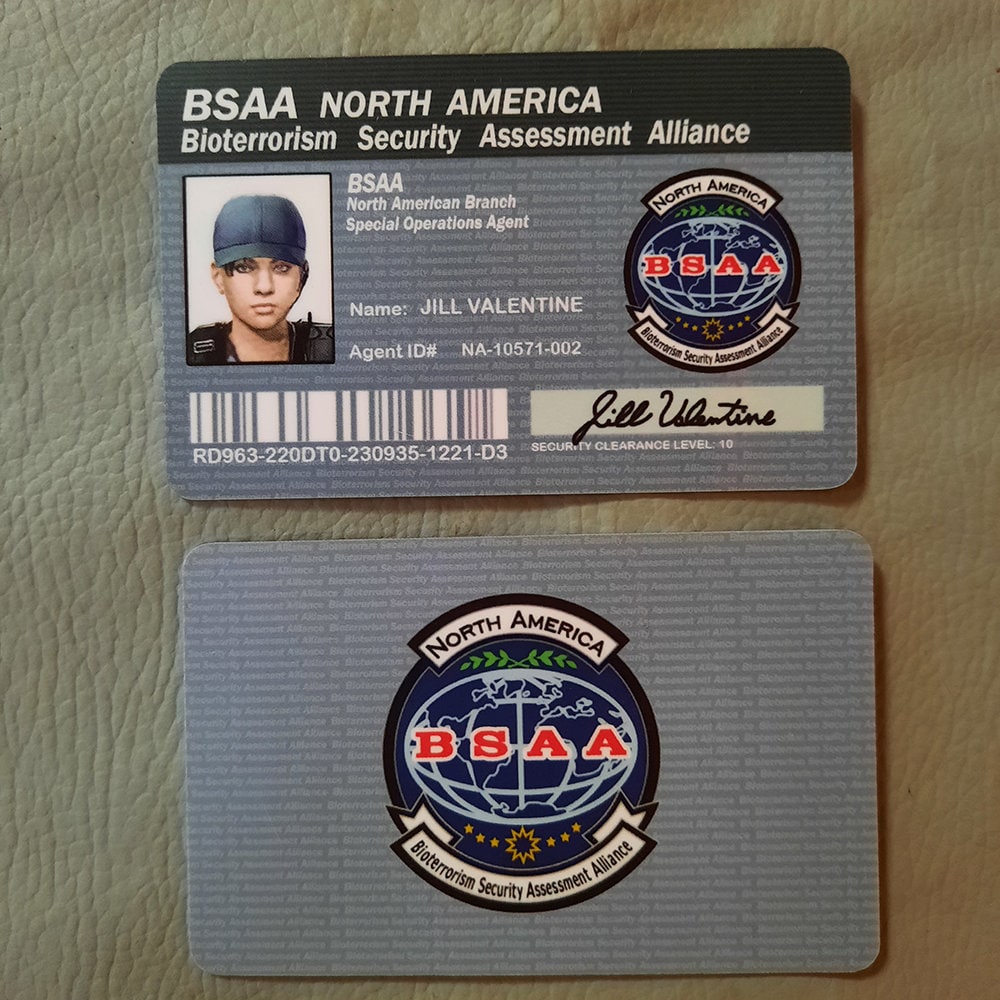 BSAA NORTH AMERICA
Bioterrorism Security Assessment Alliance
BSAA
North American Branch
Special Operations Agent
Name: JILL VALENTINE
Agent ID# NA-10571-002
NORTH AMERICA
BSAA
Bioterrorism Security Assessment Alliance
RD963-220DT0-230935-1221-D3
Jill Valentine
SECURITY CLEARANCE LEVEL: 10
NORTH AMERICA
BSAA
Bioterrorism Security Assessment Alliance